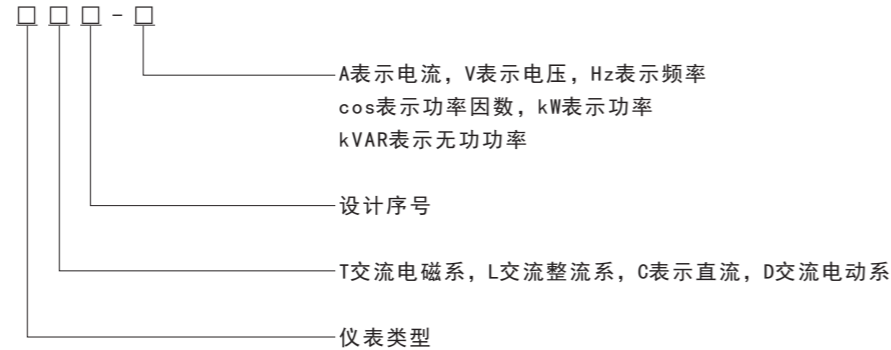 □□□-□
A表示电流，V表示电压，Hz表示频率
cos表示功率因数，kW表示功率
kVAR表示无功功率
设计序号
T交流电磁系，L交流整流系，C表示直流，D交流电动系
仪表类型